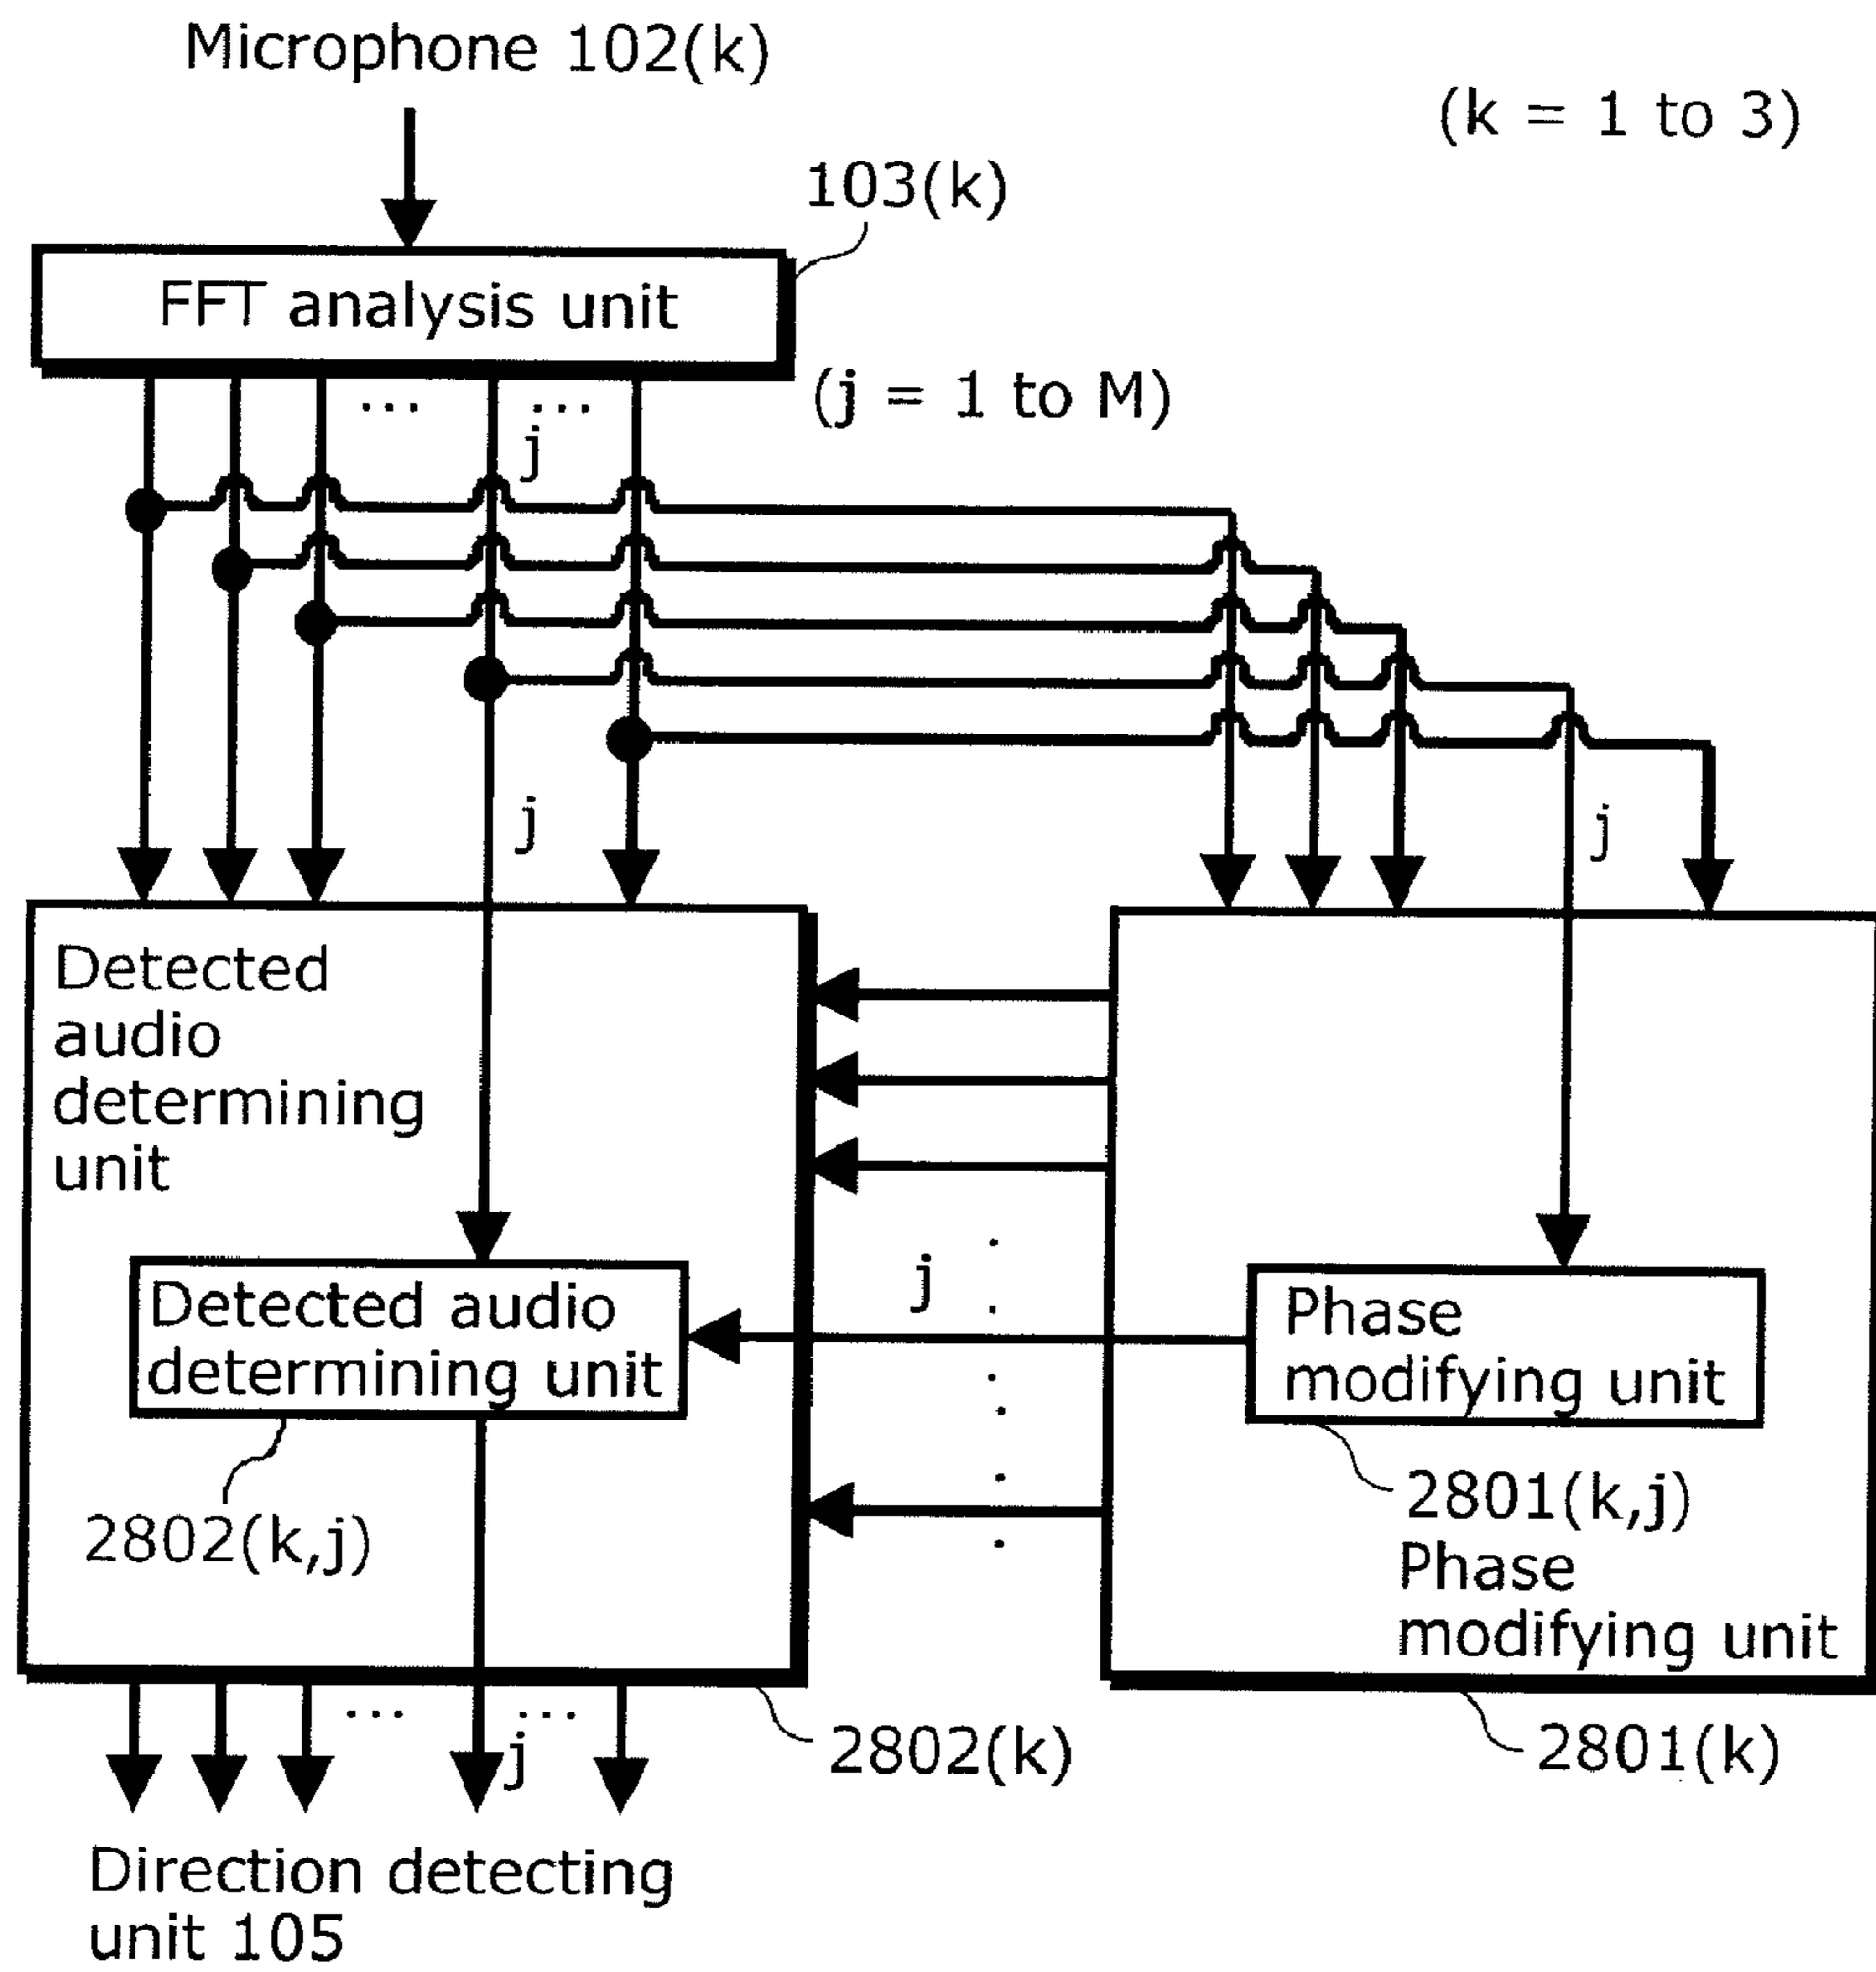 Microphone 102(k)
(k = 1 to 3)
103(k)
FFT analysis unit
(j = 1 to M)
... ...
j
j
j
Detected
audio
determining
unit
j
Detected audio
determining unit
Phase
modifying unit
2802(k,j)
2801(k,j)
Phase
modifying unit
... ...
j
2802(k)
2801(k)
Direction detecting
unit 105